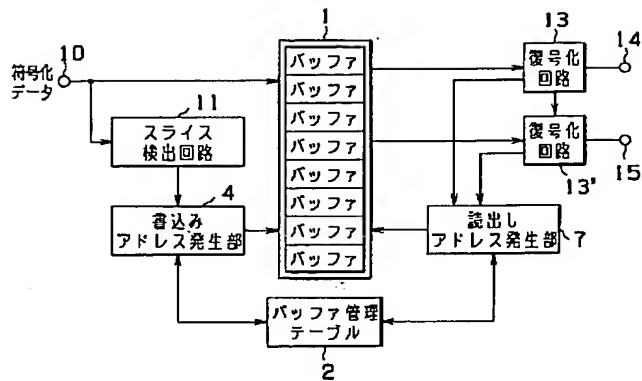 1
13
14
10
符号化
データ
バッファ
バッファ
バッファ
バッファ
バッファ
バッファ
バッファ
バッファ
復号化
回路
11
スライス
検出回路
復号化
回路
15
13'
4
書込み
アドレス発生部
読出し
アドレス発生部
7
バッファ管理
テーブル
2